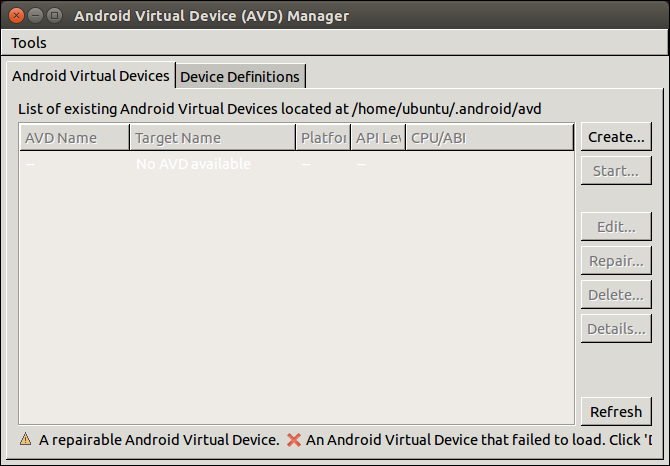 Android Virtual Device (AVD) Manager
Tools
Android Virtual Devices Device Definitions
List of existing Android Virtual Devices located at /home/ubuntu/.android/avd
AVD Name Target Name Platfor API Lev CPU/ABI Create...
-- No AVD available -- -- Start...
Edit...
Repair...
Delete...
Details...
Refresh
A repairable Android Virtual Device. An Android Virtual Device that failed to load. Click 'D